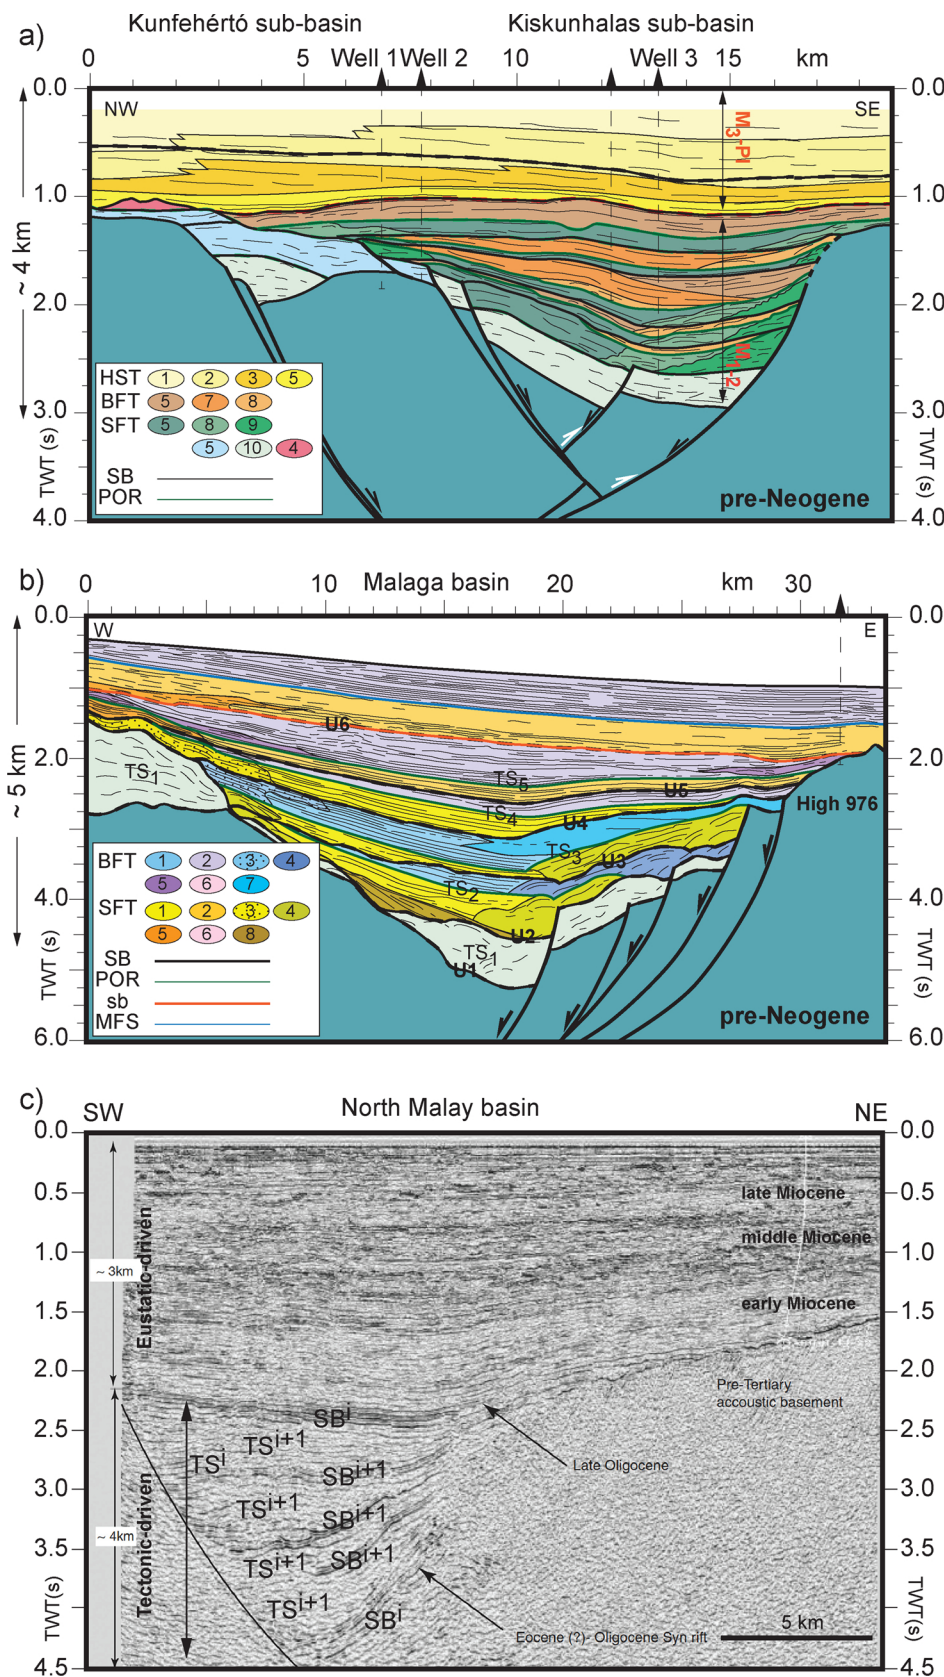 a)
Kunfehértó sub-basin Kiskunhalas sub-basin
0 5 Well 1 Well 2 10 Well 3 15 km
0.0 NW SE 0.0
M3-Pl
1.0 1.0
~ 4 km
2.0 2.0
M1-2
HST 1 2 3 5
BFT 5 7 8
SFT 5 8 9
5 10 4
SB
POR
3.0 3.0
TWT (s) TWT (s)
pre-Neogene
4.0 4.0
b)
0 10 Malaga basin 20 km 30
0.0 W E 0.0
U6
TS1 TS5 U5
2.0 2.0
~ 5 km
TS4 U4 High 976
TS3 U3
BFT 1 2 3 4
5 6 7
TS2
SFT 1 2 3 4
5 6 8
4.0 4.0
U2
TS1
U1
SB
POR
sb
MFS
TWT (s) TWT (s)
pre-Neogene
6.0 6.0
c)
SW North Malay basin NE
0.0 0.0
0.5 late Miocene 0.5
1.0 middle Miocene 1.0
~ 3km
Eustatic-driven
1.5 early Miocene 1.5
2.0 2.0
Pre-Tertiary
accoustic basement
SBi
2.5 TSi+1 2.5
TSi SBi+1 Late Oligocene
3.0 TSi+1 SBi+1 3.0
~ 4km
Tectonic-driven
3.5 TSi+1 SBi+1 3.5
TSi+1 SBi
TWT(s) TWT(s)
5 km
Eocene (?)- Oligocene Syn rift
4.5 4.5